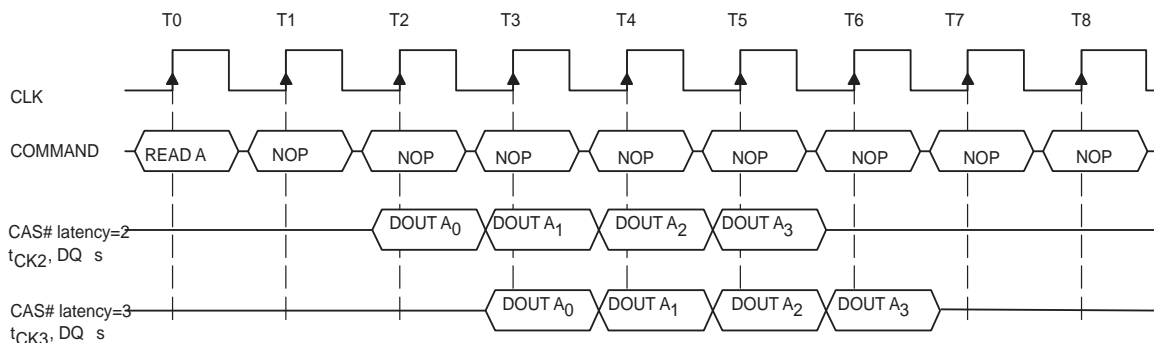 T0 T1 T2 T3 T4 T5 T6 T7 T8
CLK
COMMAND READ A NOP NOP NOP NOP NOP NOP NOP NOP
CAS# latency=2 DOUT A0 DOUT A1 DOUT A2 DOUT A3
tCK2, DQ s
CAS# latency=3 DOUT A0 DOUT A1 DOUT A2 DOUT A3
tCK3, DQ s